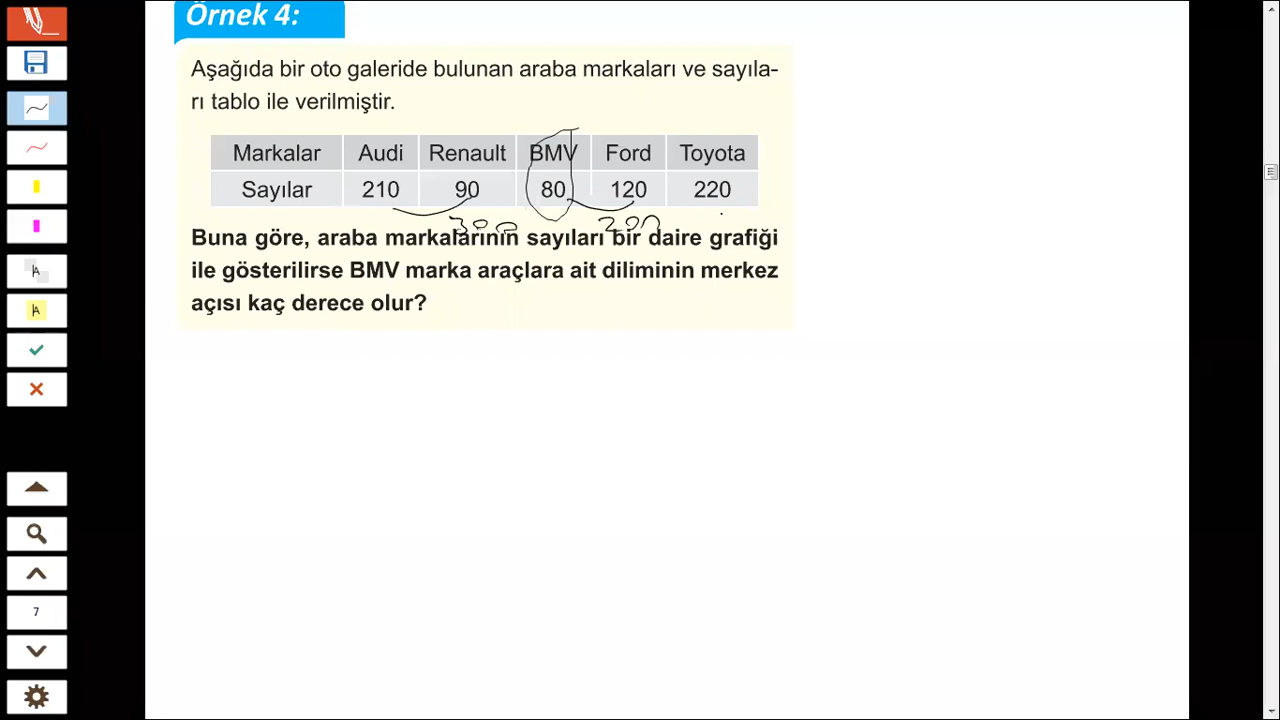 Örnek 4:
Aşağıda bir oto galeride bulunan araba markaları ve sayıla-
rı tablo ile verilmiştir.
Markalar Audi Renault BMV Ford Toyota
Sayılar 210 90 80 120 220
300 200
Buna göre, araba markalarının sayıları bir daire grafiği
ile gösterilirse BMV marka araçlara ait diliminin merkez
açısı kaç derece olur?
A
A
7